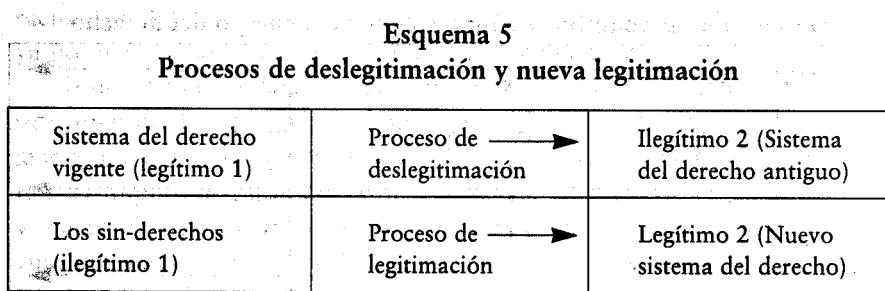 Esquema 5
Procesos de deslegitimación y nueva legitimación
Sistema del derecho
vigente (legítimo 1)
Proceso de
deslegitimación
Ilegítimo 2 (Sistema
del derecho antiguo)
Los sin-derechos
(ilegítimo 1)
Proceso de
legitimación
Legítimo 2 (Nuevo
sistema del derecho)